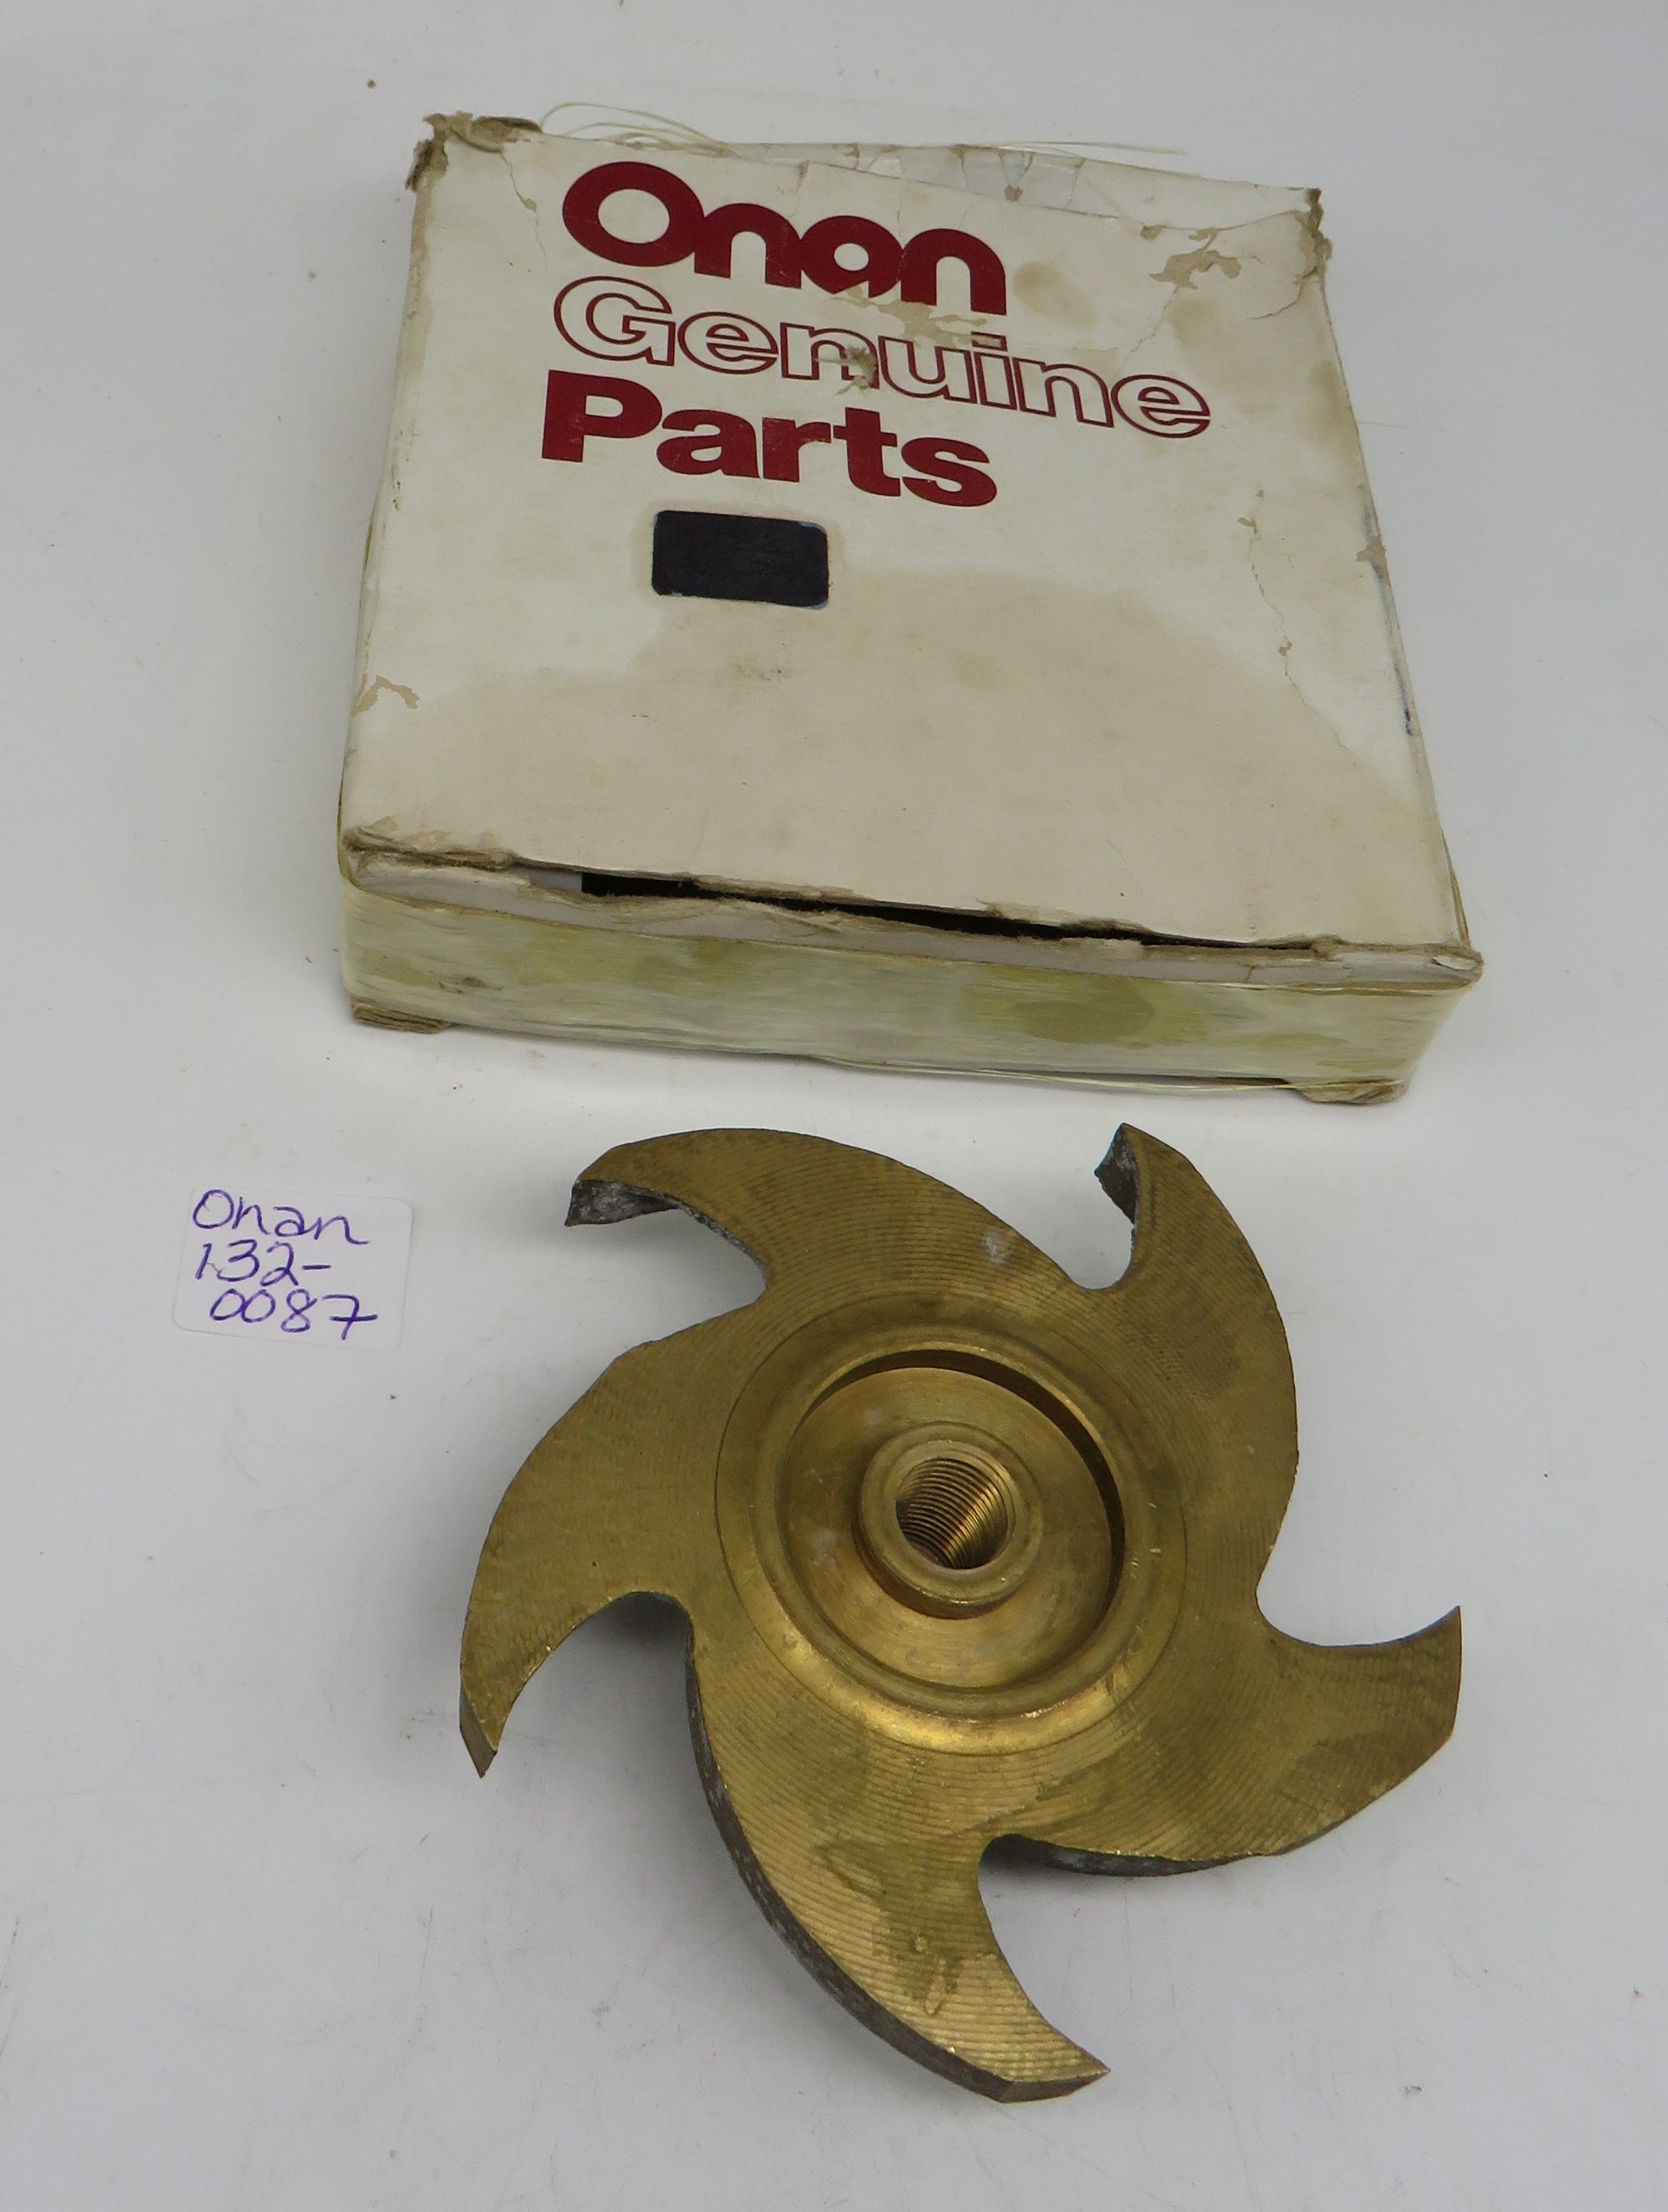 Onan
Genuine
Parts
Onan
132-
0087